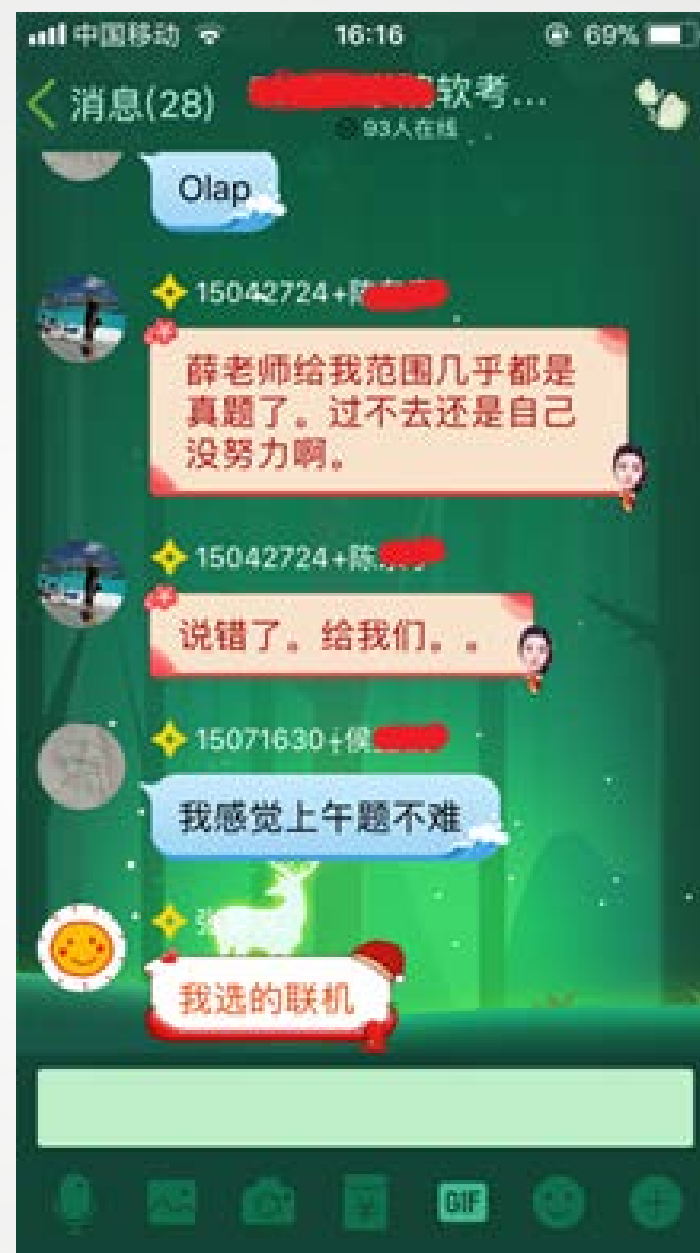 中国移动 16:16 69%
消息(28) 软考...
93人在线
Olap
15042724+陈
薛老师给我范围几乎都是
真题了。过不去还是自己
没努力啊。
15042724+陈
说错了。给我们。。
15071630+侯
我感觉上午题不难
张
我选的联机
GIF